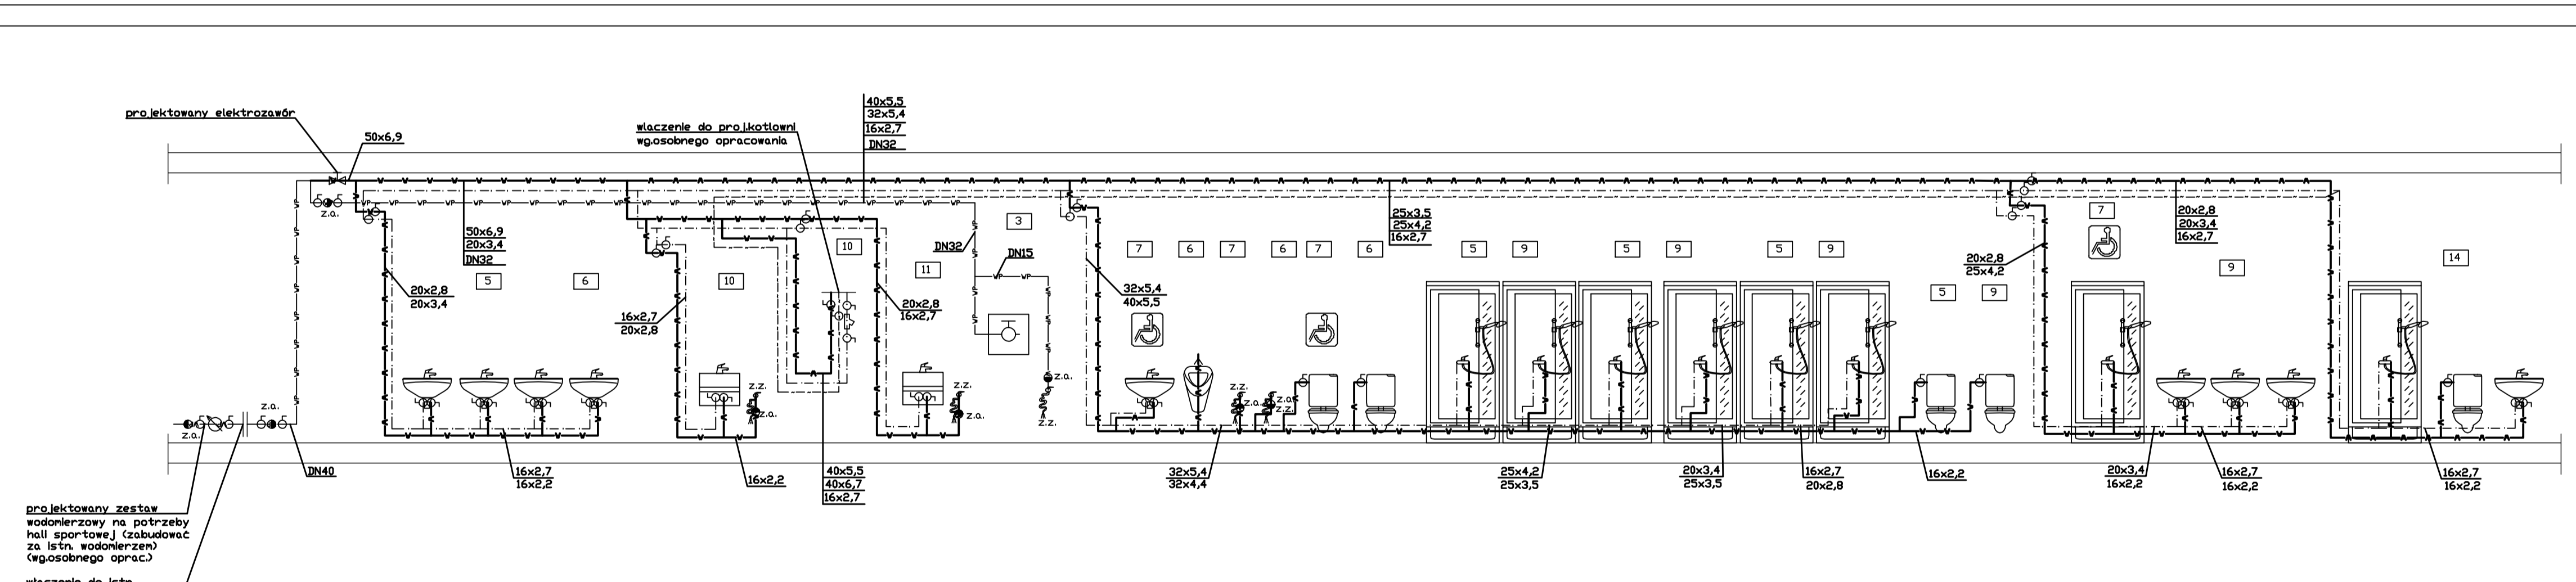 projektowany elektrozawór
50x6,9
wlaczenie do proj.kotlowni
wg.osobnego opracowania
40x5,5
32x5,4
16x2,7
DN32
z.a.
50x6,9
20x3,4
DN32
20x2,8
20x3,4
5
6
16x2,7
20x2,8
10
10
11
20x2,8
16x2,7
DN32
3
DN15
32x5,4
40x5,5
7
6
7
6
7
6
25x3,5
25x4,2
16x2,7
5
9
5
9
5
9
5
9
20x2,8
25x4,2
7
20x2,8
20x3,4
16x2,7
9
14
z.a.
z.a.
z.z.
z.a.
z.z.
z.a.
z.a.
z.z.
z.z.
z.a.
z.a.
z.z.
DN40
16x2,7
16x2,2
16x2,2
40x5,5
40x6,7
16x2,7
32x5,4
32x4,4
25x4,2
25x3,5
20x3,4
25x3,5
16x2,7
20x2,8
16x2,2
20x3,4
16x2,2
16x2,7
16x2,2
16x2,7
16x2,2
projektowany zestaw
wodomierzowy na potrzeby
hali sportowej (zabudować
za istn. wodomierzem)
(wg.osobnego oprac.)
wlaczenie do istn.